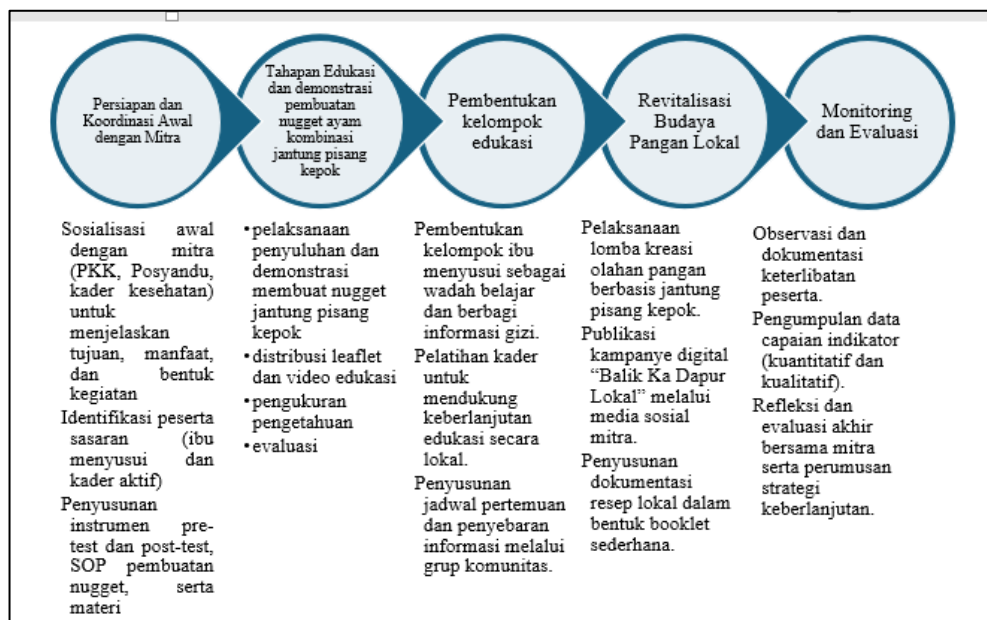 Persiapan dan
Koordinasi Awal
dengan Mitra
Tahapan Edukasi
dan demonstrasi
pembuatan
nugget ayam
kombinasi
jantung pisang
kepok
Pembentukan
kelompok
edukasi
Revitalisasi
Budaya
Pangan Lokal
Monitoring
dan Evaluasi
Sosialisasi awal
dengan mitra
(PKK, Posyandu,
kader kesehatan)
untuk
menjelaskan
tujuan, manfaat,
dan bentuk
kegiatan
Identifikasi peserta
sasaran (ibu
menyusui dan
kader aktif)
Penyusunan
instrumen pre-
test dan post-test,
SOP pembuatan
nugget, serta
materi
•pelaksanaan
penyuluhan dan
demonstrasi
membuat nugget
jantung pisang
kepok
•distribusi leaflet
dan video edukasi
•pengukuran
pengetahuan
•evaluasi
Pembentukan
kelompok ibu
menyusui sebagai
wadah belajar
dan berbagi
informasi gizi.
Pelatihan kader
untuk
mendukung
keberlanjutan
edukasi secara
lokal.
Penyusunan
jadwal pertemuan
dan penyebaran
informasi melalui
grup komunitas.
Pelaksanaan
lomba kreasi
olahan pangan
berbasis jantung
pisang kepok.
Publikasi
kampanye digital
“Balik Ka Dapur
Lokal” melalui
media sosial
mitra.
Penyusunan
dokumentasi
resep lokal dalam
bentuk booklet
sederhana.
Observasi dan
dokumentasi
keterlibatan
peserta.
Pengumpulan data
capaian indikator
(kuantitatif dan
kualitatif).
Refleksi dan
evaluasi akhir
bersama mitra
serta perumusan
strategi
keberlanjutan.